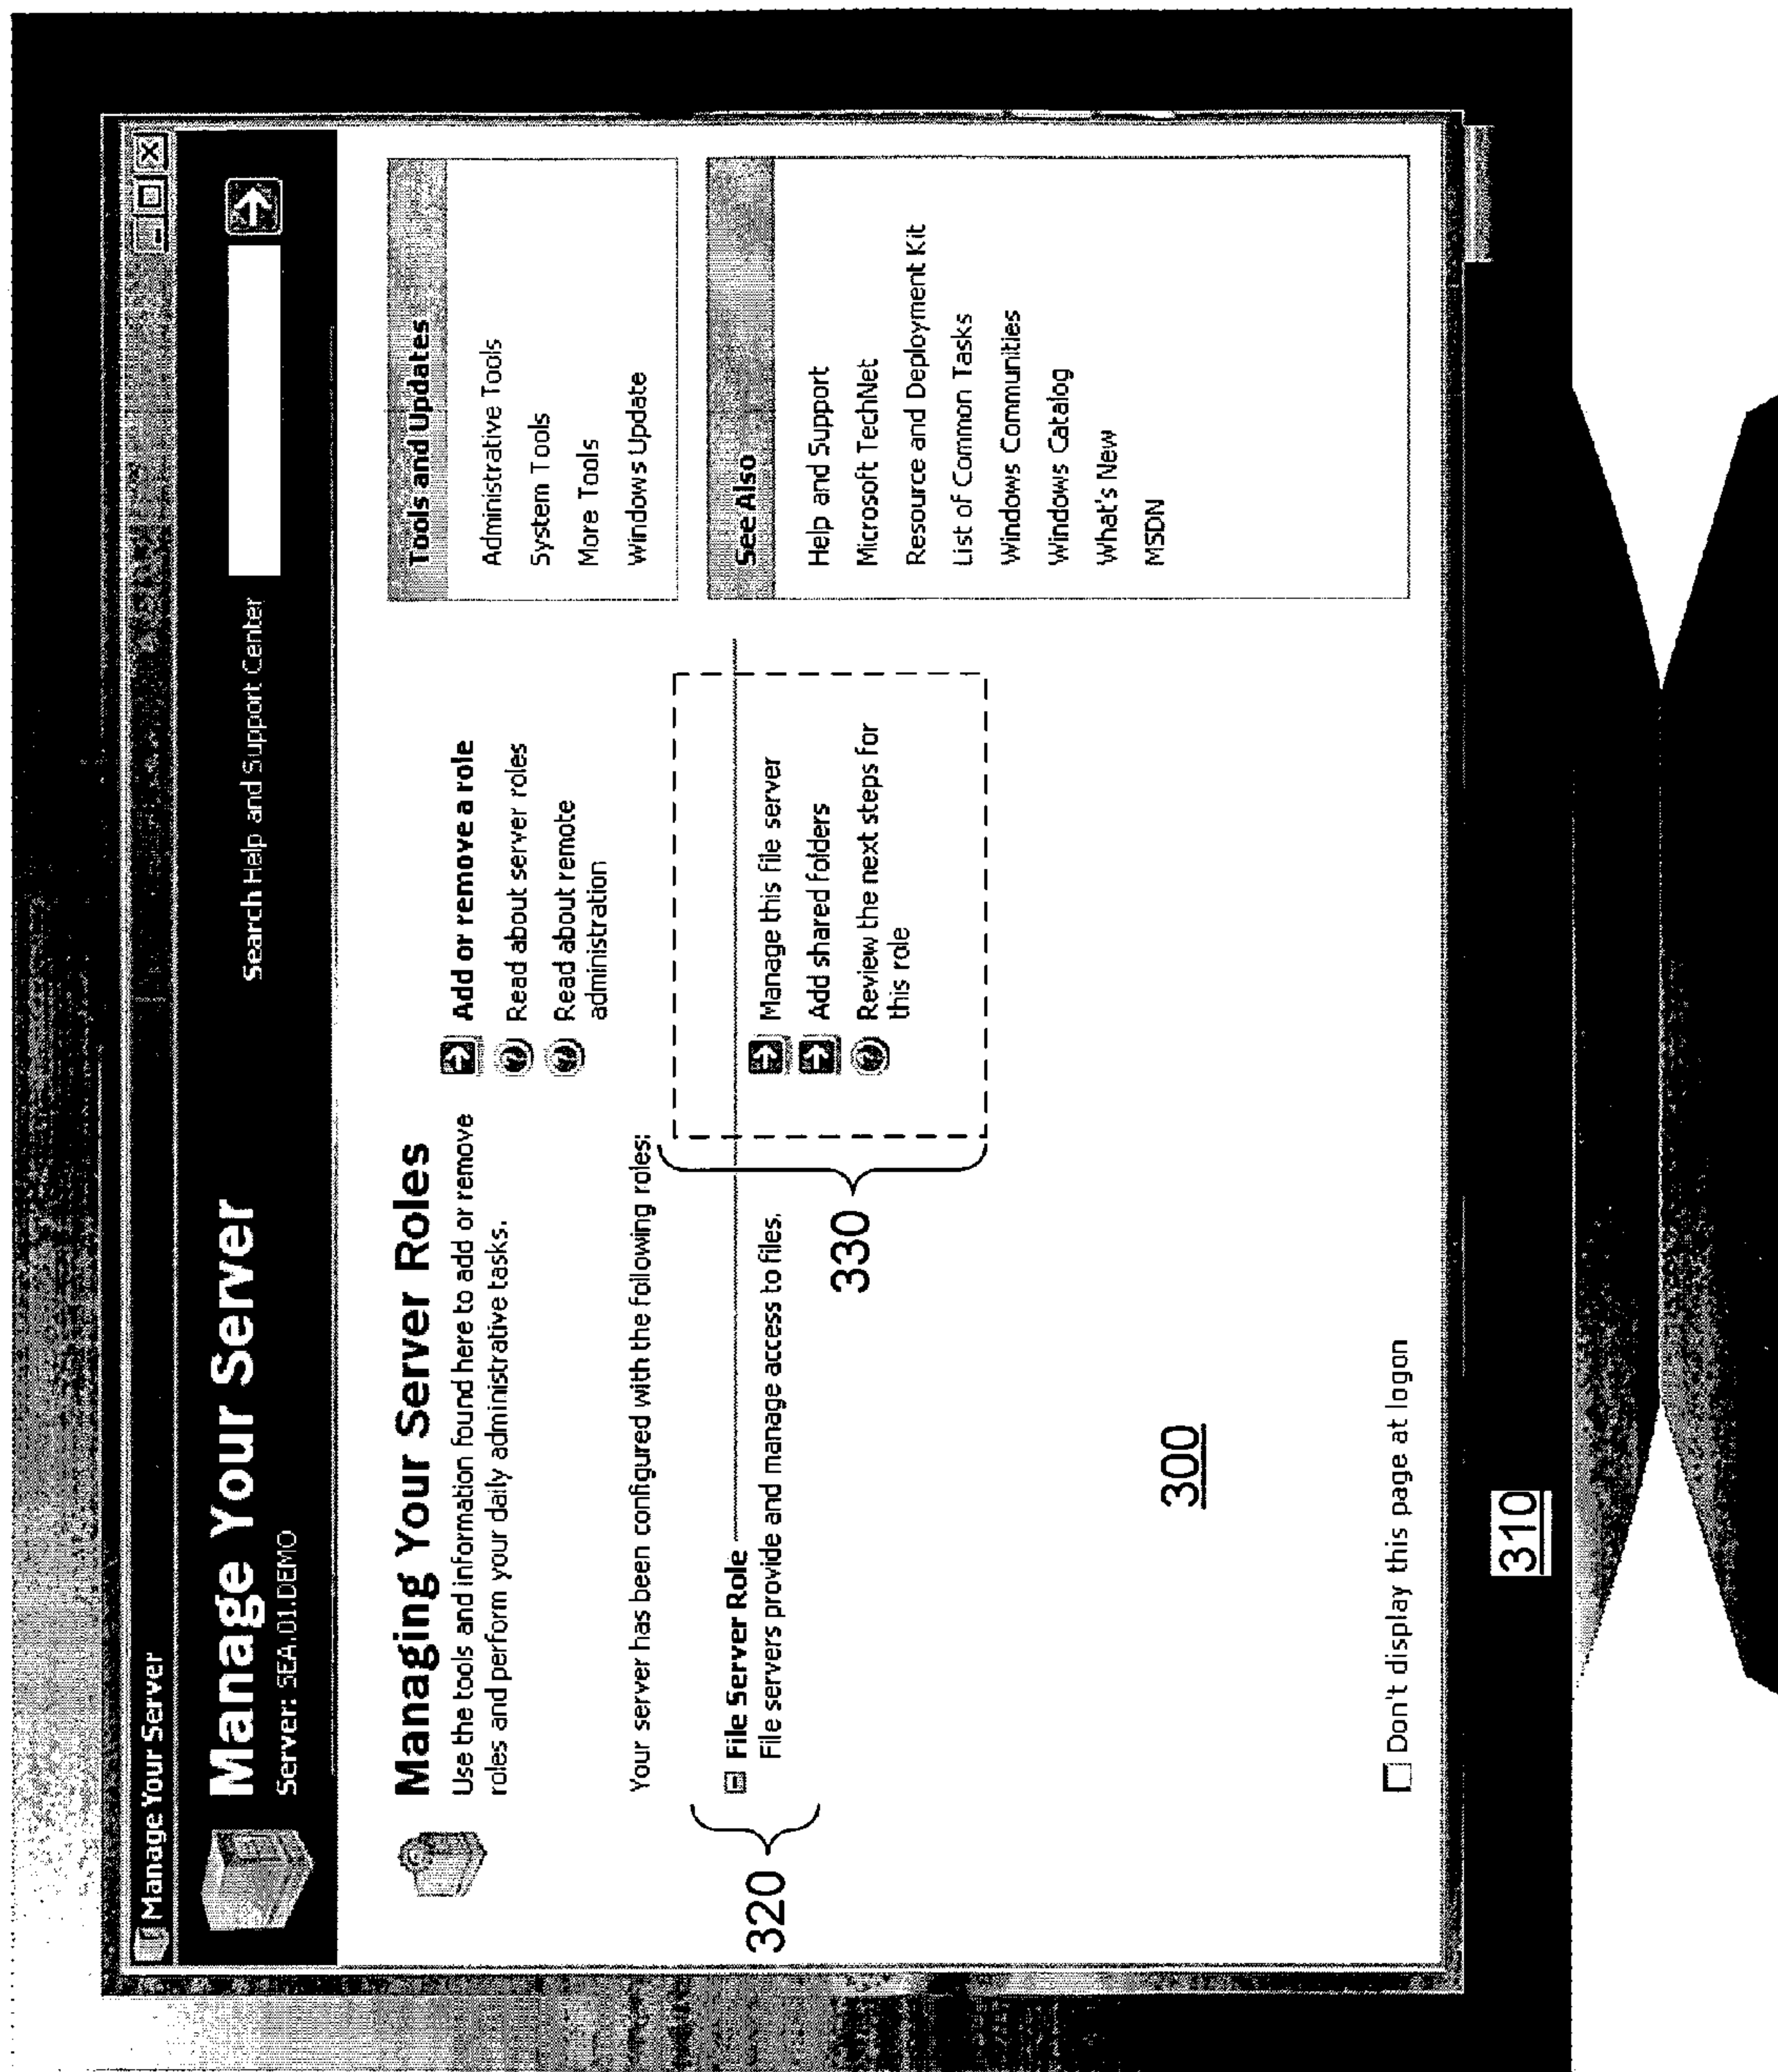 Manage Your Server
Manage Your Server
Server: SEA.01.DEMO
Search Help and Support Center
Managing Your Server Roles
Use the tools and information found here to add or remove
roles and perform your daily administrative tasks.
Add or remove a role
Read about server roles
Read about remote
administration
Your server has been configured with the following roles:
File Server Role
File servers provide and manage access to files.
Manage this file server
Add shared folders
Review the next steps for
this role
Tools and Updates
Administrative Tools
System Tools
More Tools
Windows Update
See Also
Help and Support
Microsoft TechNet
Resource and Deployment Kit
List of Common Tasks
Windows Communities
Windows Catalog
What's New
MSDN
320
330
300
Don't display this page at logon
310